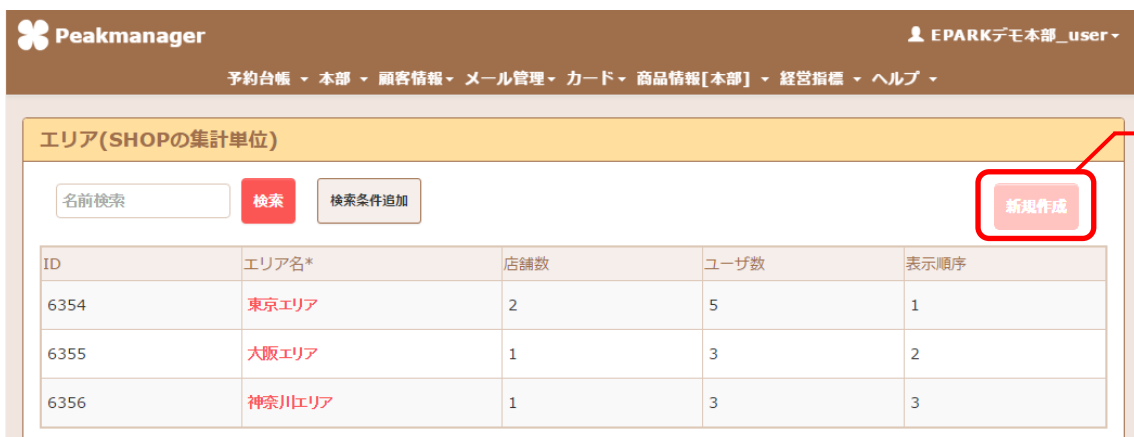 Peakmanager
EPARKデモ本部_user
予約台帳 本部 顧客情報 メール管理 カード 商品情報[本部] 経営指標 ヘルプ
エリア(SHOPの集計単位)
名前検索 検索 検索条件追加 新規作成
ID エリア名* 店舗数 ユーザ数 表示順序
6354 東京エリア 2 5 1
6355 大阪エリア 1 3 2
6356 神奈川エリア 1 3 3